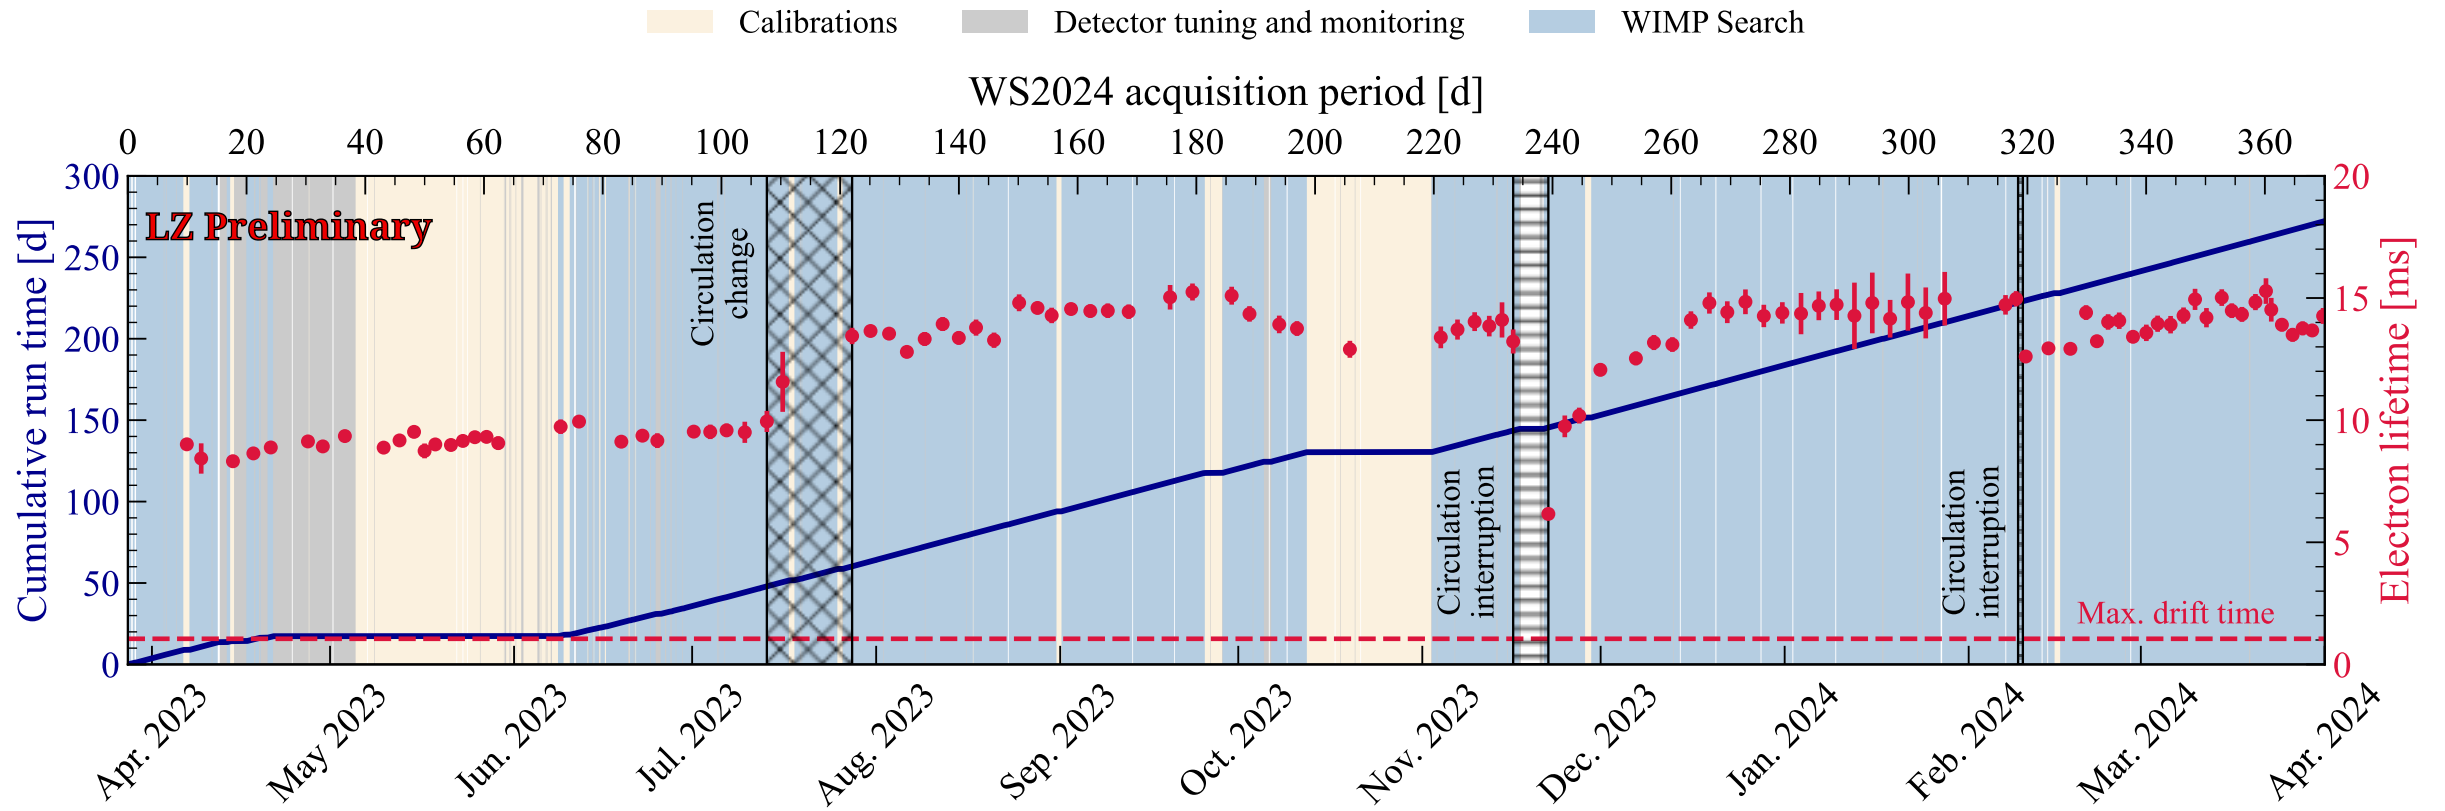 Calibrations
Detector tuning and monitoring
WIMP Search
WS2024 acquisition period [d]
0 20 40 60 80 100 120 140 160 180 200 220 240 260 280 300 320 340 360
Cumulative run time [d]
300
250
200
150
100
50
0
LZ Preliminary
Circulation
change
Circulation
interruption
Circulation
interruption
Max. drift time
20
15
10
5
0
Electron lifetime [ms]
Apr. 2023
May 2023
Jun. 2023
Jul. 2023
Aug. 2023
Sep. 2023
Oct. 2023
Nov. 2023
Dec. 2023
Jan. 2024
Feb. 2024
Mar. 2024
Apr. 2024